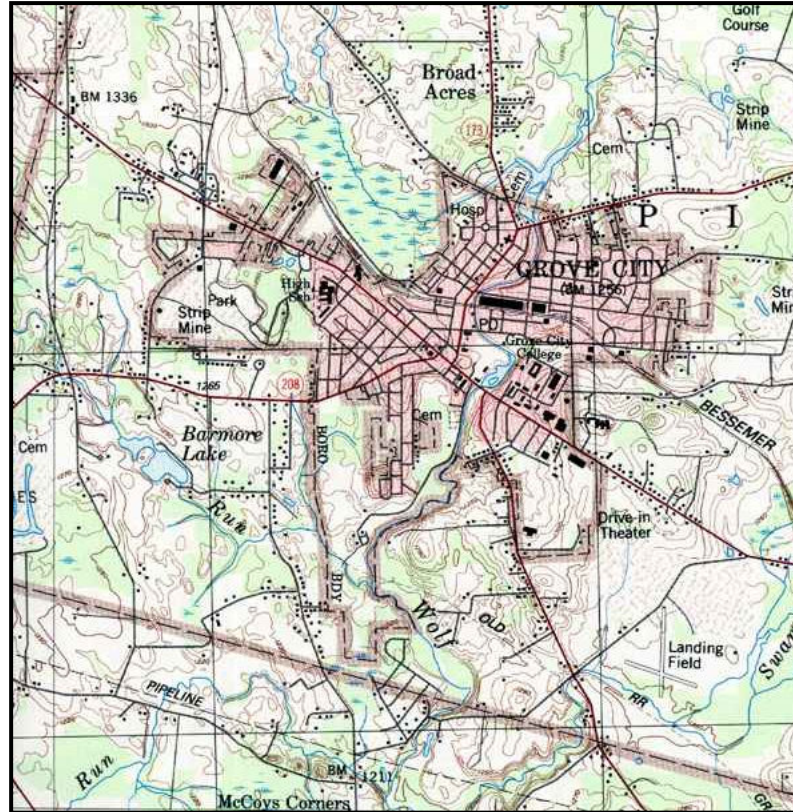 Golf
Course
Broad
Acres
BM 1336
Strip
Mine
173
Cem
Cem
Hosp
P I
GROVE CITY
(BM 1256)
High
Sch
Park
Strip
Mine
PO
Grove City
College
1265
208
BORO
BDY
Cem
BESSEMER
Barmore
Lake
Cem
Run
Drive-in
Theater
Wolf
OLD
RR
Landing
Field
PIPELINE
Run
BM
1211
McCoys Corners